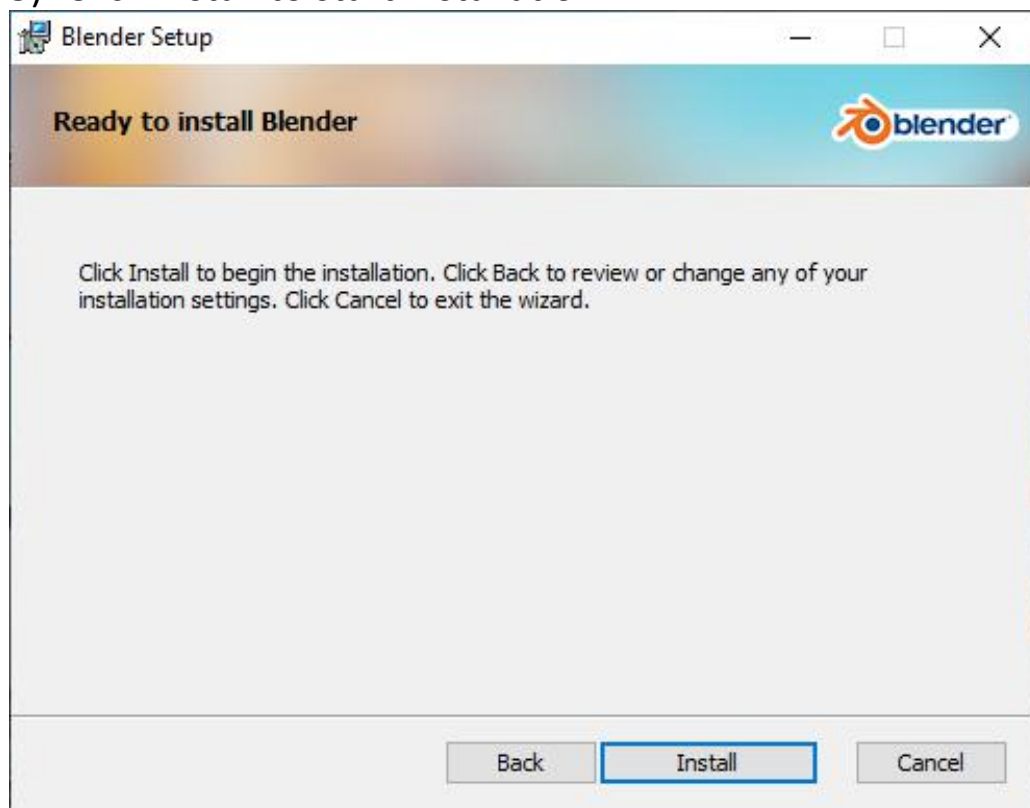 Blender Setup
Ready to install Blender
blender
Click Install to begin the installation. Click Back to review or change any of your
installation settings. Click Cancel to exit the wizard.
Back Install Cancel